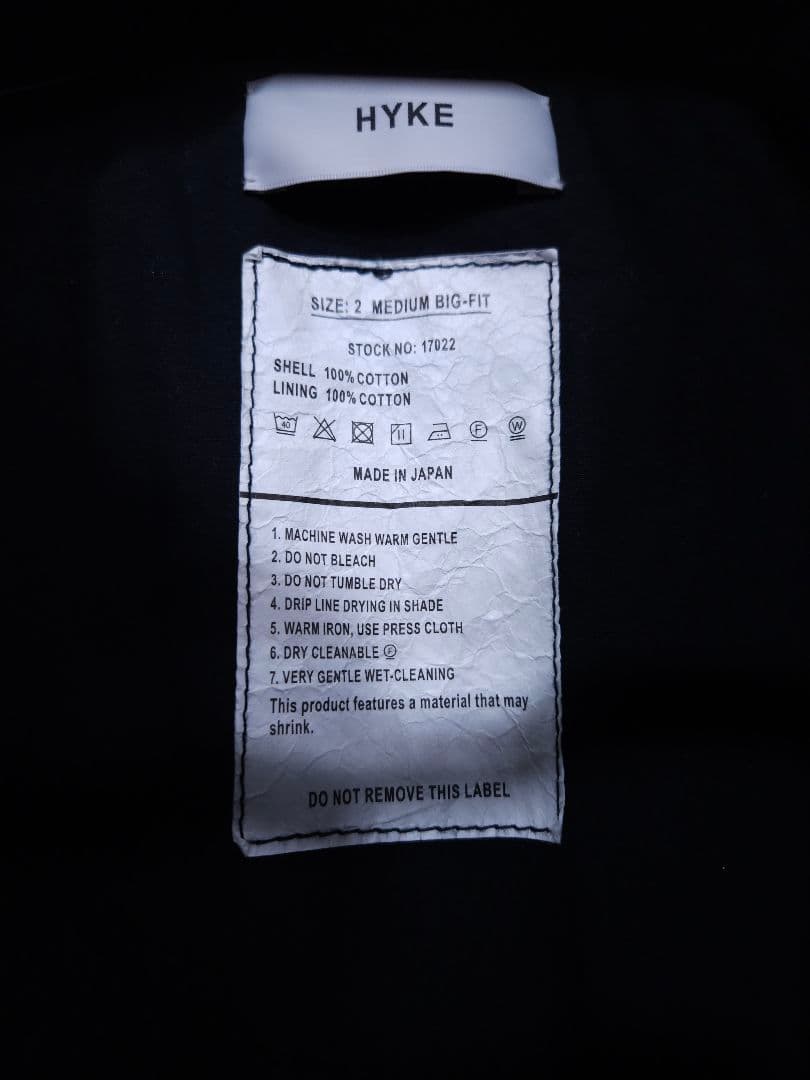 HYKE
SIZE: 2 MEDIUM BIG-FIT
STOCK NO: 17022
SHELL 100% COTTON
LINING 100% COTTON
40 F W
MADE IN JAPAN
1. MACHINE WASH WARM GENTLE
2. DO NOT BLEACH
3. DO NOT TUMBLE DRY
4. DRIP LINE DRYING IN SHADE
5. WARM IRON, USE PRESS CLOTH
6. DRY CLEANABLE Ⓕ
7. VERY GENTLE WET-CLEANING
This product features a material that may
shrink.
DO NOT REMOVE THIS LABEL